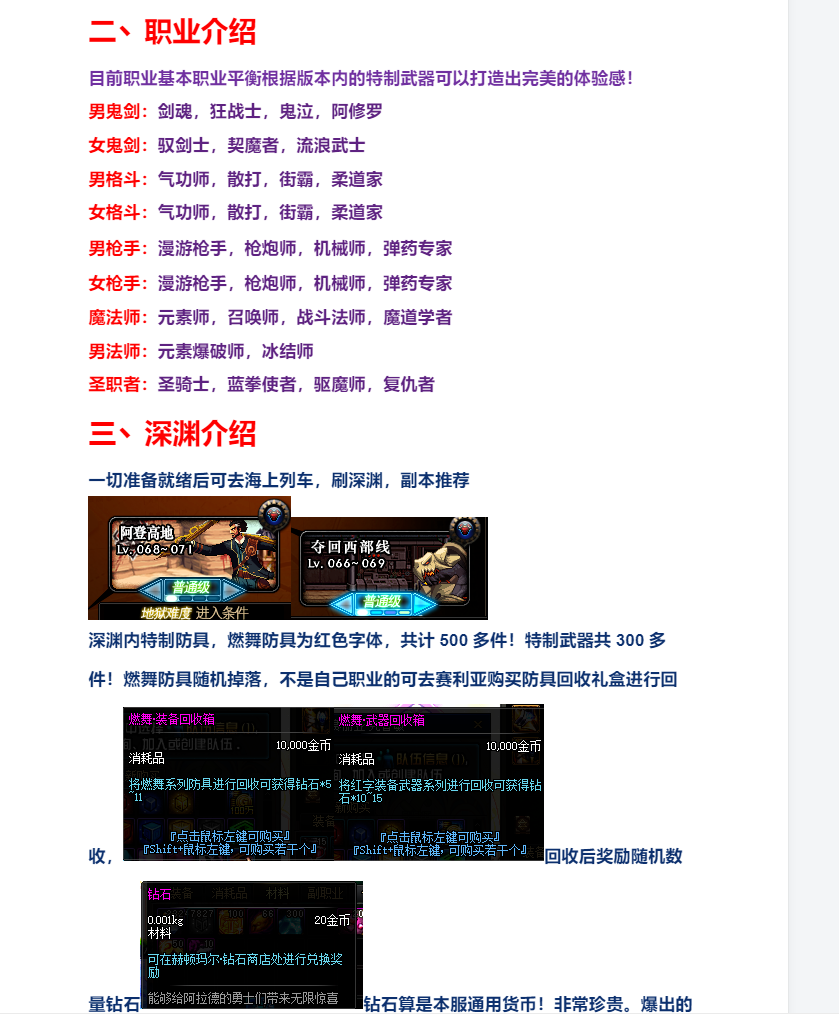 二、职业介绍
目前职业基本职业平衡根据版本内的特制武器可以打造出完美的体验感！
男鬼剑：剑魂，狂战士，鬼泣，阿修罗
女鬼剑：驭剑士，契魔者，流浪武士
男格斗：气功师，散打，街霸，柔道家
女格斗：气功师，散打，街霸，柔道家
男枪手：漫游枪手，枪炮师，机械师，弹药专家
女枪手：漫游枪手，枪炮师，机械师，弹药专家
魔法师：元素师，召唤师，战斗法师，魔道学者
男法师：元素爆破师，冰结师
圣职者：圣骑士，蓝拳使者，驱魔师，复仇者
三、深渊介绍
一切准备就绪后可去海上列车，刷深渊，副本推荐
阿登高地
Lv.068~071
普通级
地狱难度 进入条件
夺回西部线
Lv.066~069
普通级
深渊内特制防具，燃舞防具为红色字体，共计 500 多件！特制武器共 300 多
件！燃舞防具随机掉落，不是自己职业的可去赛利亚购买防具回收礼盒进行回
燃舞·装备回收箱
10,000金币
消耗品
将燃舞系列防具进行回收可获得钻石*5
~11
『点击鼠标左键可购买』
『Shift+鼠标左键，可购买若干个』
燃舞·武器回收箱
10,000金币
消耗品
将红字装备武器系列进行回收可获得钻
石*10~15
『点击鼠标左键可购买』
『Shift+鼠标左键，可购买若干个』
收，
回收后奖励随机数
钻石
0.001kg 20金币
材料
可在赫顿玛尔·钻石商店处进行兑换奖
励
能够给阿拉德的勇士们带来无限惊喜
量钻石
钻石算是本服通用货币！非常珍贵。爆出的